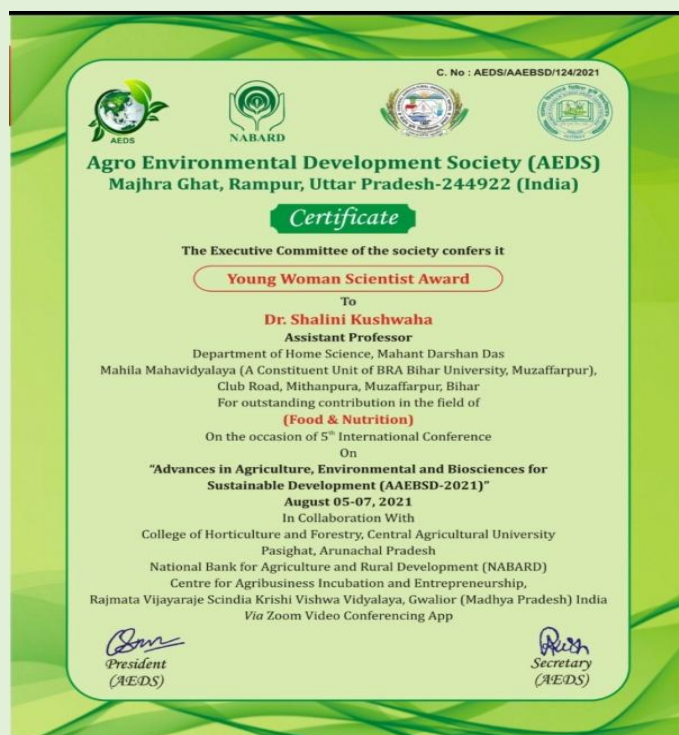 C. No : AEDS/AAEBSD/124/2021
AEDS
NABARD
Agro Environmental Development Society (AEDS)
Majhra Ghat, Rampur, Uttar Pradesh-244922 (India)
Certificate
The Executive Committee of the society confers it
Young Woman Scientist Award
To
Dr. Shalini Kushwaha
Assistant Professor
Department of Home Science, Mahant Darshan Das
Mahila Mahavidyalaya (A Constituent Unit of BRA Bihar University, Muzaffarpur),
Club Road, Mithanpura, Muzaffarpur, Bihar
For outstanding contribution in the field of
(Food & Nutrition)
On the occasion of 5th International Conference
On
"Advances in Agriculture, Environmental and Biosciences for
Sustainable Development (AAEBSD-2021)"
August 05-07, 2021
In Collaboration With
College of Horticulture and Forestry, Central Agricultural University
Pasighat, Arunachal Pradesh
National Bank for Agriculture and Rural Development (NABARD)
Centre for Agribusiness Incubation and Entrepreneurship,
Rajmata Vijayaraje Scindia Krishi Vishwa Vidyalaya, Gwalior (Madhya Pradesh) India
Via Zoom Video Conferencing App
President
(AEDS)
Secretary
(AEDS)